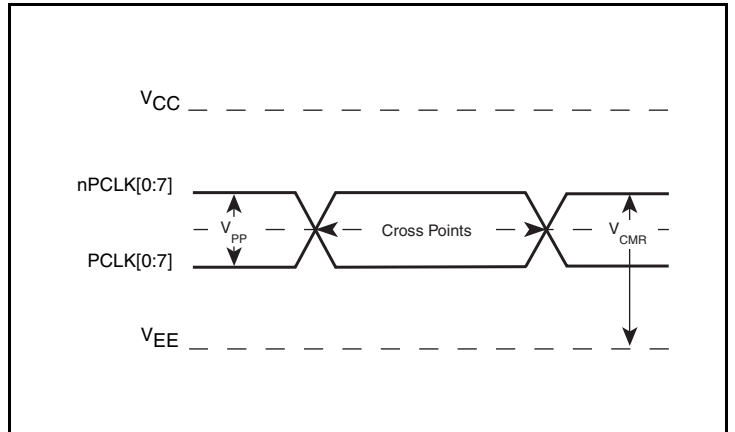 VCC
nPCLK[0:7]
VPP
Cross Points
VCMR
PCLK[0:7]
VEE